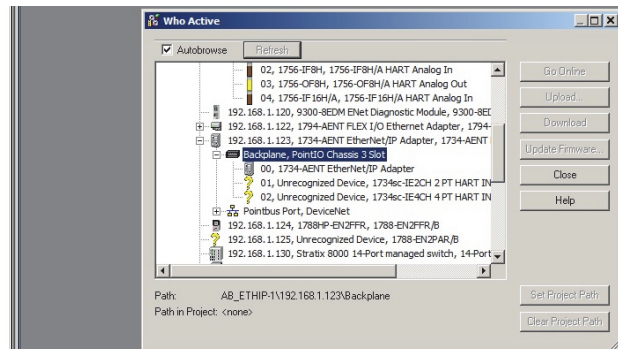 Who Active
Autobrowse
Refresh
02, 1756-IF8H, 1756-IF8H/A HART Analog In
03, 1756-OF8H, 1756-OF8H/A HART Analog Out
04, 1756-IF16H/A, 1756-IF16H/A HART Analog In
192.168.1.120, 9300-8EDM ENet Diagnostic Module, 9300-8ED
192.168.1.122, 1794-AENT FLEX I/O Ethernet Adapter, 1794-
192.168.1.123, 1734-AENT EtherNet/IP Adapter, 1734-AENT
Backplane, PointIO Chassis 3 Slot
00, 1734-AENT EtherNet/IP Adapter
01, Unrecognized Device, 1734sc-IE2CH 2 PT HART IN
02, Unrecognized Device, 1734sc-IE4CH 4 PT HART IN
Pointbus Port, DeviceNet
192.168.1.124, 1788HP-EN2FFR, 1788-EN2FFR/B
192.168.1.125, Unrecognized Device, 1788-EN2PAR/B
192.168.1.130, Stratix 8000 14-Port managed switch, 14-Port
Go Online
Upload...
Download
Update Firmware...
Close
Help
Path: AB_ETHIP-1\192.168.1.123\Backplane
Path in Project: <none>
Set Project Path
Clear Project Path